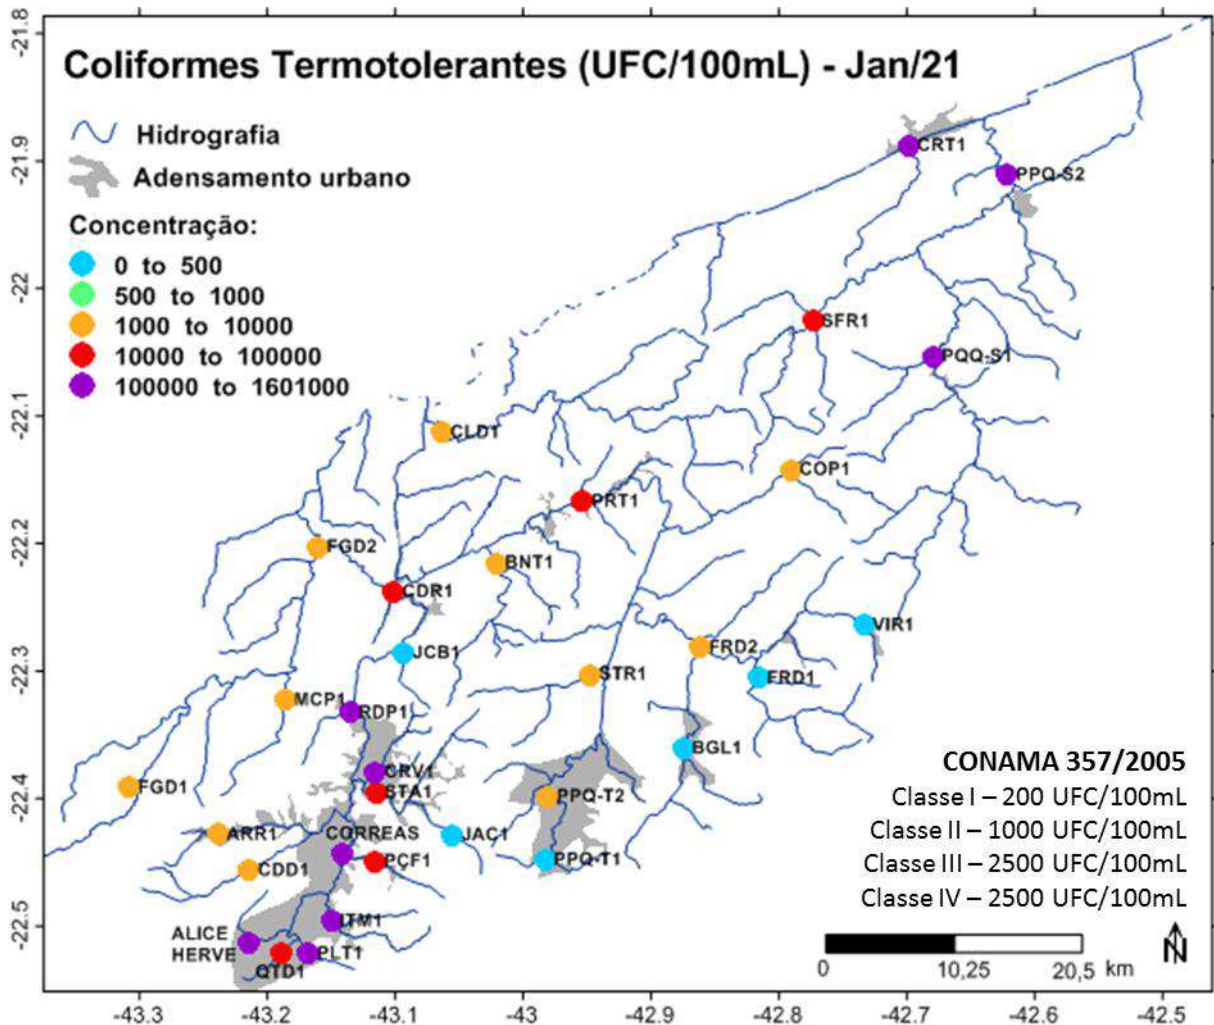 Coliformes Termotolerantes (UFC/100mL) - Jan/21
Hidrografia
Adensamento urbano
Concentração:
0 to 500
500 to 1000
1000 to 10000
10000 to 100000
100000 to 1601000
CRT1
PPQ-S2
SFR1
PQQ-S1
CLD1
COP1
PRT1
FGD2
BNT1
CDR1
VIR1
JCB1
FRD2
STR1
FRD1
MCP1
RDP1
BGL1
CRV1
FGD1
STA1
PPQ-T2
ARR1
CORREAS
JAC1
PÇF1
PPQ-T1
CDD1
ITM1
ALICE
HERVE
PLT1
QTD1
CONAMA 357/2005
Classe I – 200 UFC/100mL
Classe II – 1000 UFC/100mL
Classe III – 2500 UFC/100mL
Classe IV – 2500 UFC/100mL
N
0 10,25 20,5 km
-21.8
-21.9
-22
-22.1
-22.2
-22.3
-22.4
-22.5
-43.3 -43.2 -43.1 -43 -42.9 -42.8 -42.7 -42.6 -42.5